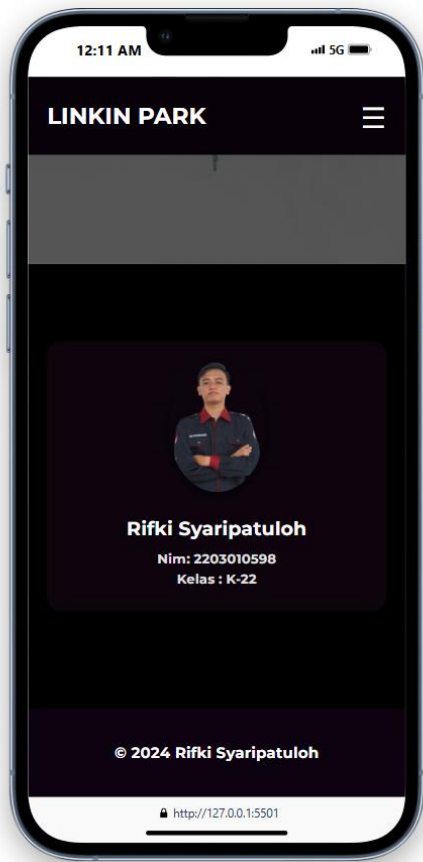 12:11 AM 5G
LINKIN PARK
Rifki Syaripatuloh
Nim: 2203010598
Kelas : K-22
© 2024 Rifki Syaripatuloh
http://127.0.0.1:5501